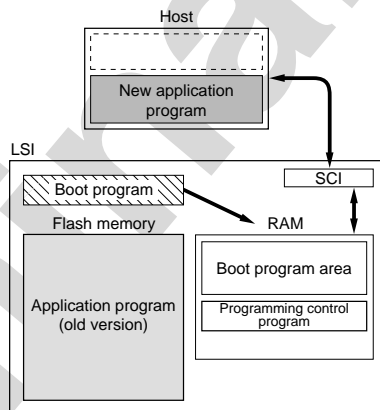 Host
New application
program
LSI
Boot program
SCI
Flash memory
RAM
Boot program area
Application program
(old version)
Programming control
program